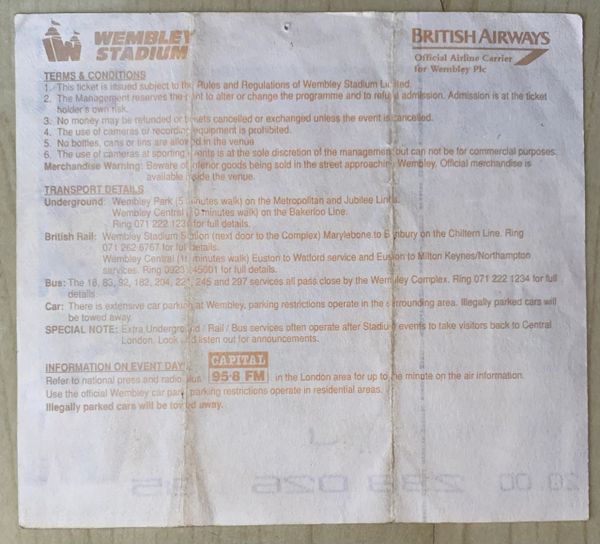 WEMBLEY STADIUM
BRITISH AIRWAYS
Official Airline Carrier
for Wembley Plc
TERMS & CONDITIONS
1. This ticket is issued subject to the Rules and Regulations of Wembley Stadium Limited.
2. The Management reserves the right to alter or change the programme and to refuse admission. Admission is at the ticket
holder's own risk.
3. No money may be refunded or tickets cancelled or exchanged unless the event is cancelled.
4. The use of cameras or recording equipment is prohibited.
5. No bottles, cans or tins are allowed in the venue
6. The use of cameras at sporting events is at the sole discretion of the management but can not be for commercial purposes.
Merchandise Warning: Beware of inferior goods being sold in the street approaching Wembley. Official merchandise is
available inside the venue.
TRANSPORT DETAILS
Underground: Wembley Park (5 minutes walk) on the Metropolitan and Jubilee Lines.
Wembley Central (10 minutes walk) on the Bakerloo Line.
Ring 071 222 1234 for full details.
British Rail: Wembley Stadium Station (next door to the Complex) Marylebone to Banbury on the Chiltern Line. Ring
071 262 6767 for full details.
Wembley Central (10 minutes walk) Euston to Watford service and Euston to Milton Keynes/Northampton
services. Ring 0923 245001 for full details.
Bus: The 18, 83, 92, 182, 204, 224, 245 and 297 services all pass close by the Wembley Complex. Ring 071 222 1234 for full
details.
Car: There is extensive car parking at Wembley, parking restrictions operate in the surrounding area. Illegally parked cars will
be towed away.
SPECIAL NOTE: Extra Underground / Rail / Bus services often operate after Stadium events to take visitors back to Central
London. Look and listen out for announcements.
INFORMATION ON EVENT DAY
CAPITAL
95·8 FM
Refer to national press and radio plus in the London area for up to the minute on the air information.
Use the official Wembley car park parking restrictions operate in residential areas.
Illegally parked cars will be towed away.